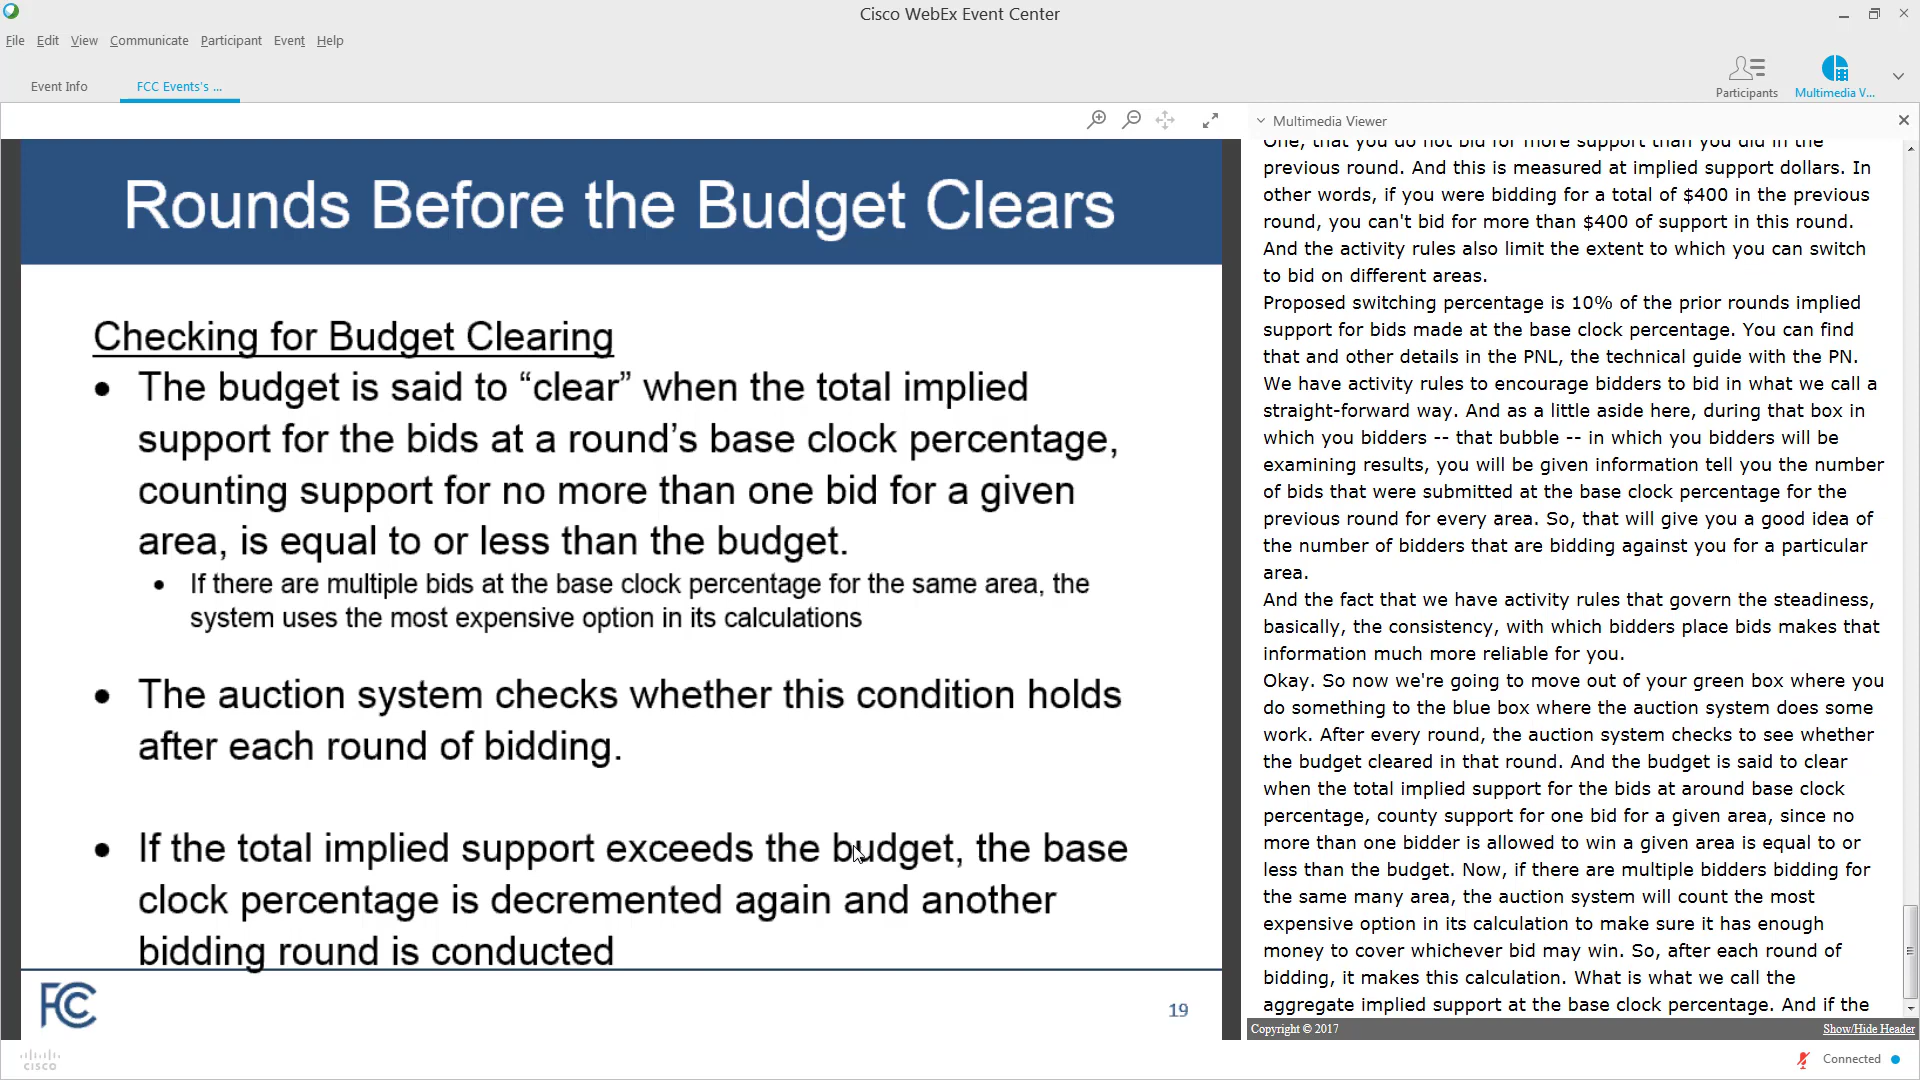 Cisco WebEx Event Center
File Edit View Communicate Participant Event Help
Event Info
FCC Events's ...
Participants
Multimedia V...
Rounds Before the Budget Clears
Checking for Budget Clearing
• The budget is said to “clear” when the total implied
support for the bids at a round’s base clock percentage,
counting support for no more than one bid for a given
area, is equal to or less than the budget.
• If there are multiple bids at the base clock percentage for the same area, the
system uses the most expensive option in its calculations
• The auction system checks whether this condition holds
after each round of bidding.
• If the total implied support exceeds the budget, the base
clock percentage is decremented again and another
bidding round is conducted
FCC
19
cisco
Multimedia Viewer
One, that you do not bid for more support than you did in the
previous round. And this is measured at implied support dollars. In
other words, if you were bidding for a total of $400 in the previous
round, you can't bid for more than $400 of support in this round.
And the activity rules also limit the extent to which you can switch
to bid on different areas.
Proposed switching percentage is 10% of the prior rounds implied
support for bids made at the base clock percentage. You can find
that and other details in the PNL, the technical guide with the PN.
We have activity rules to encourage bidders to bid in what we call a
straight-forward way. And as a little aside here, during that box in
which you bidders -- that bubble -- in which you bidders will be
examining results, you will be given information tell you the number
of bids that were submitted at the base clock percentage for the
previous round for every area. So, that will give you a good idea of
the number of bidders that are bidding against you for a particular
area.
And the fact that we have activity rules that govern the steadiness,
basically, the consistency, with which bidders place bids makes that
information much more reliable for you.
Okay. So now we're going to move out of your green box where you
do something to the blue box where the auction system does some
work. After every round, the auction system checks to see whether
the budget cleared in that round. And the budget is said to clear
when the total implied support for the bids at around base clock
percentage, county support for one bid for a given area, since no
more than one bidder is allowed to win a given area is equal to or
less than the budget. Now, if there are multiple bidders bidding for
the same many area, the auction system will count the most
expensive option in its calculation to make sure it has enough
money to cover whichever bid may win. So, after each round of
bidding, it makes this calculation. What is what we call the
aggregate implied support at the base clock percentage. And if the
Copyright © 2017
Show/Hide Header
Connected